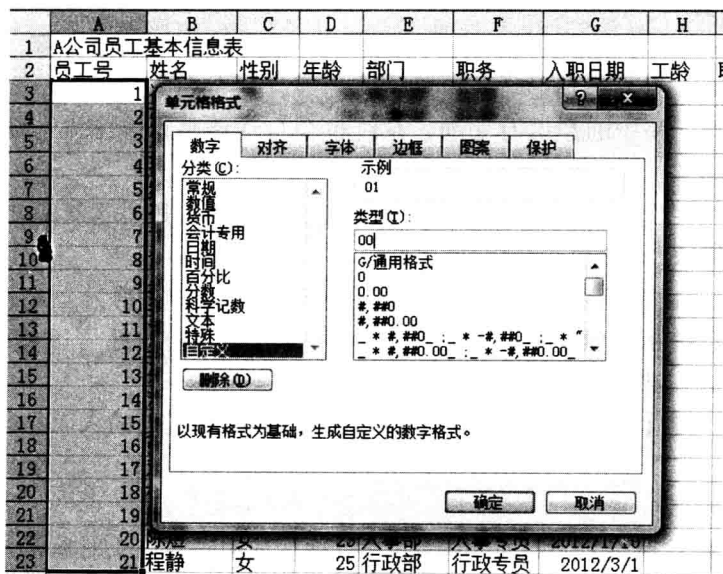 A B C D E F G H
1 A公司员工基本信息表
2 员工号 姓名 性别 年龄 部门 职务 入职日期 工龄
3 1
4 2
5 3
6 4
7 5
8 6
9 7
10 8
11 9
12 10
13 11
14 12
15 13
16 14
17 15
18 16
19 17
20 18
21 19
22 20
23 21 程静 女 25 行政部 行政专员 2012/3/1
单元格格式
数字 对齐 字体 边框 图案 保护
分类(C):
常规
数值
货币
会计专用
日期
时间
百分比
分数
科学记数
文本
特殊
自定义
示例
01
类型(T):
00
G/通用格式
0
0.00
#,##0
#,##0.00
_ * #,##0_ ;_ * -#,##0_ ;_ * "
_ * #,##0.00_ ;_ * -#,##0.00_
删除(D)
以现有格式为基础，生成自定义的数字格式。
确定 取消